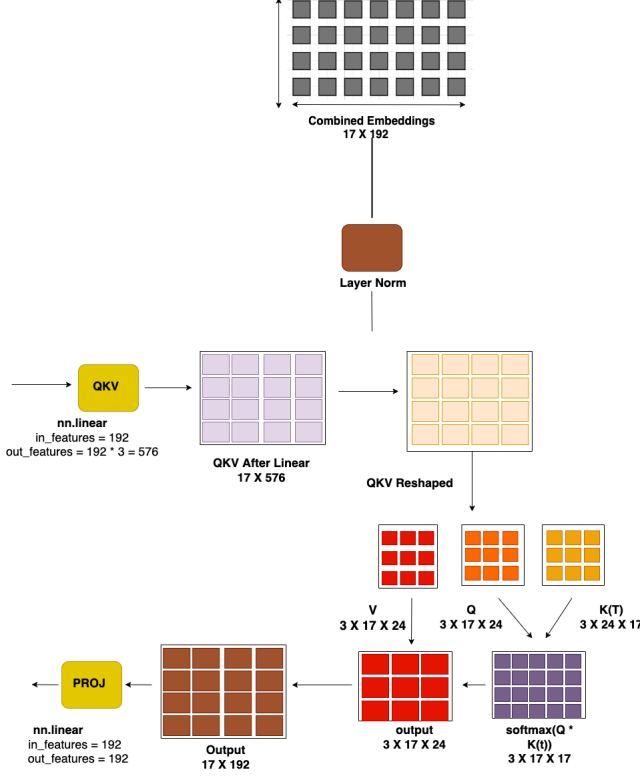 Combined Embeddings
17 X 192
Layer Norm
QKV
nn.linear
in_features = 192
out_features = 192 * 3 = 576
QKV After Linear
17 X 576
QKV Reshaped
V
3 X 17 X 24
Q
3 X 17 X 24
K(T)
3 X 24 X 17
PROJ
nn.linear
in_features = 192
out_features = 192
Output
17 X 192
output
3 X 17 X 24
softmax(Q *
K(t))
3 X 17 X 17